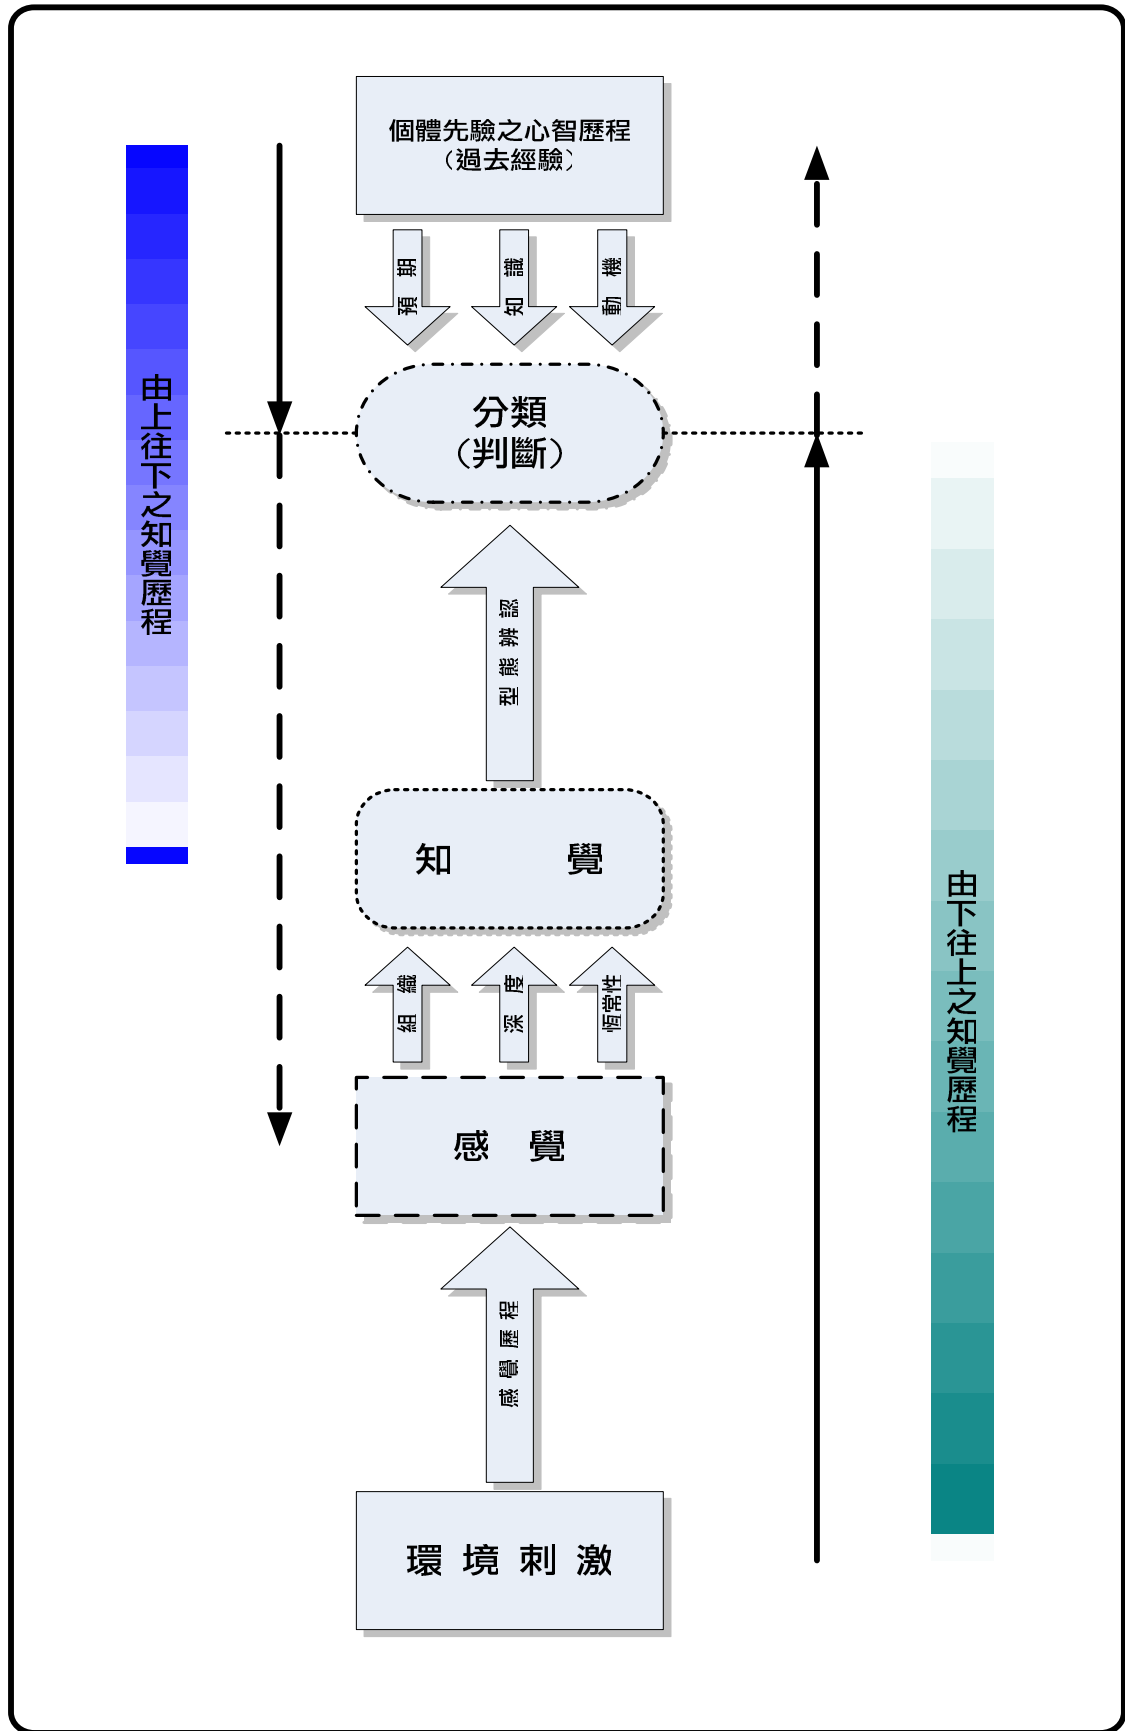 個體先驗之心智歷程
（過去經驗）
預期
知識
動機
由上往下之知覺歷程
分類
（判斷）
型態辨認
知覺
組織
深度
恆常性
由下往上之知覺歷程
感覺
感覺歷程
環境刺激